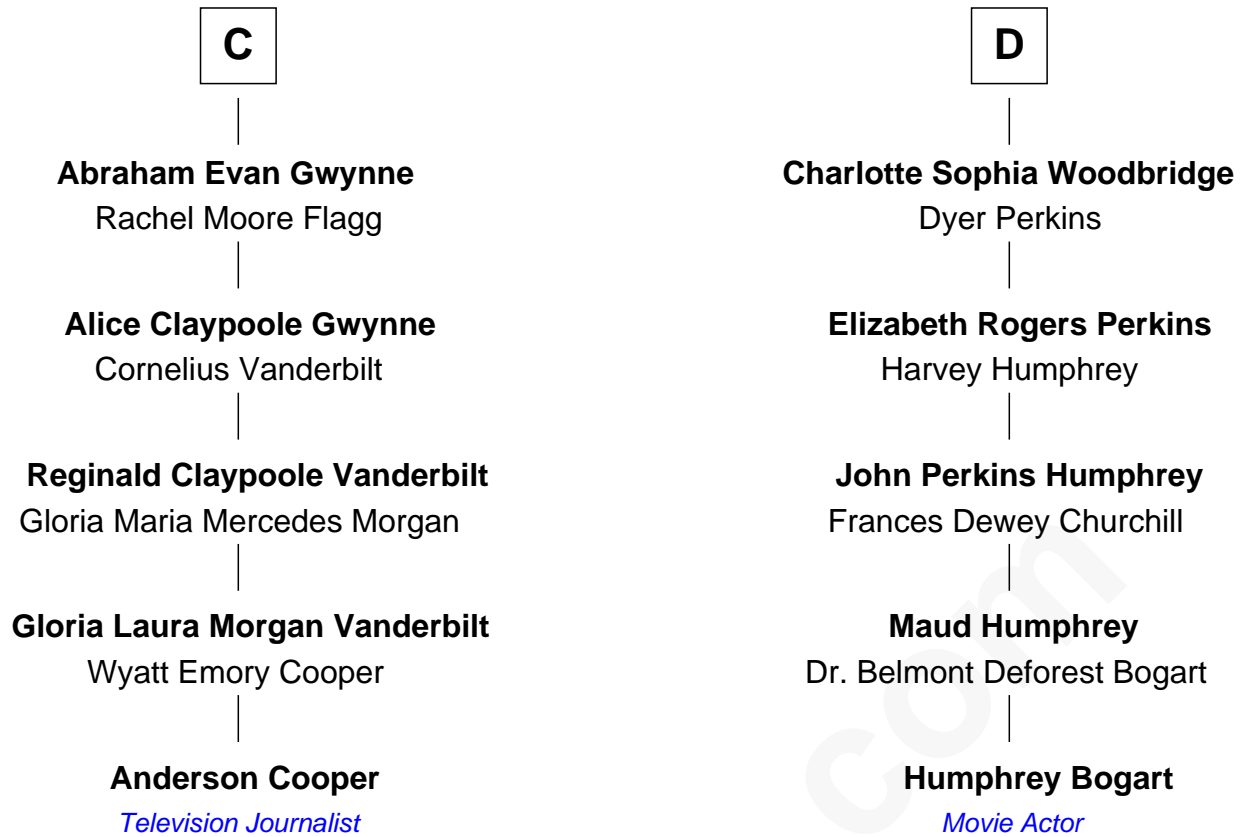 C
Abraham Evan Gwynne
Rachel Moore Flagg
Alice Claypoole Gwynne
Cornelius Vanderbilt
Reginald Claypoole Vanderbilt
Gloria Maria Mercedes Morgan
Gloria Laura Morgan Vanderbilt
Wyatt Emory Cooper
Anderson Cooper
Television Journalist
D
Charlotte Sophia Woodbridge
Dyer Perkins
Elizabeth Rogers Perkins
Harvey Humphrey
John Perkins Humphrey
Frances Dewey Churchill
Maud Humphrey
Dr. Belmont Deforest Bogart
Humphrey Bogart
Movie Actor
com